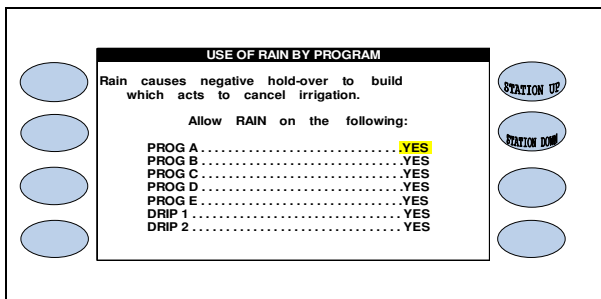 USE OF RAIN BY PROGRAM
Rain causes negative hold-over to build
which acts to cancel irrigation.
Allow RAIN on the following:
PROG A.............................YES
PROG B.............................YES
PROG C.............................YES
PROG D.............................YES
PROG E.............................YES
DRIP 1...............................YES
DRIP 2...............................YES
STATION UP
STATION DOWN